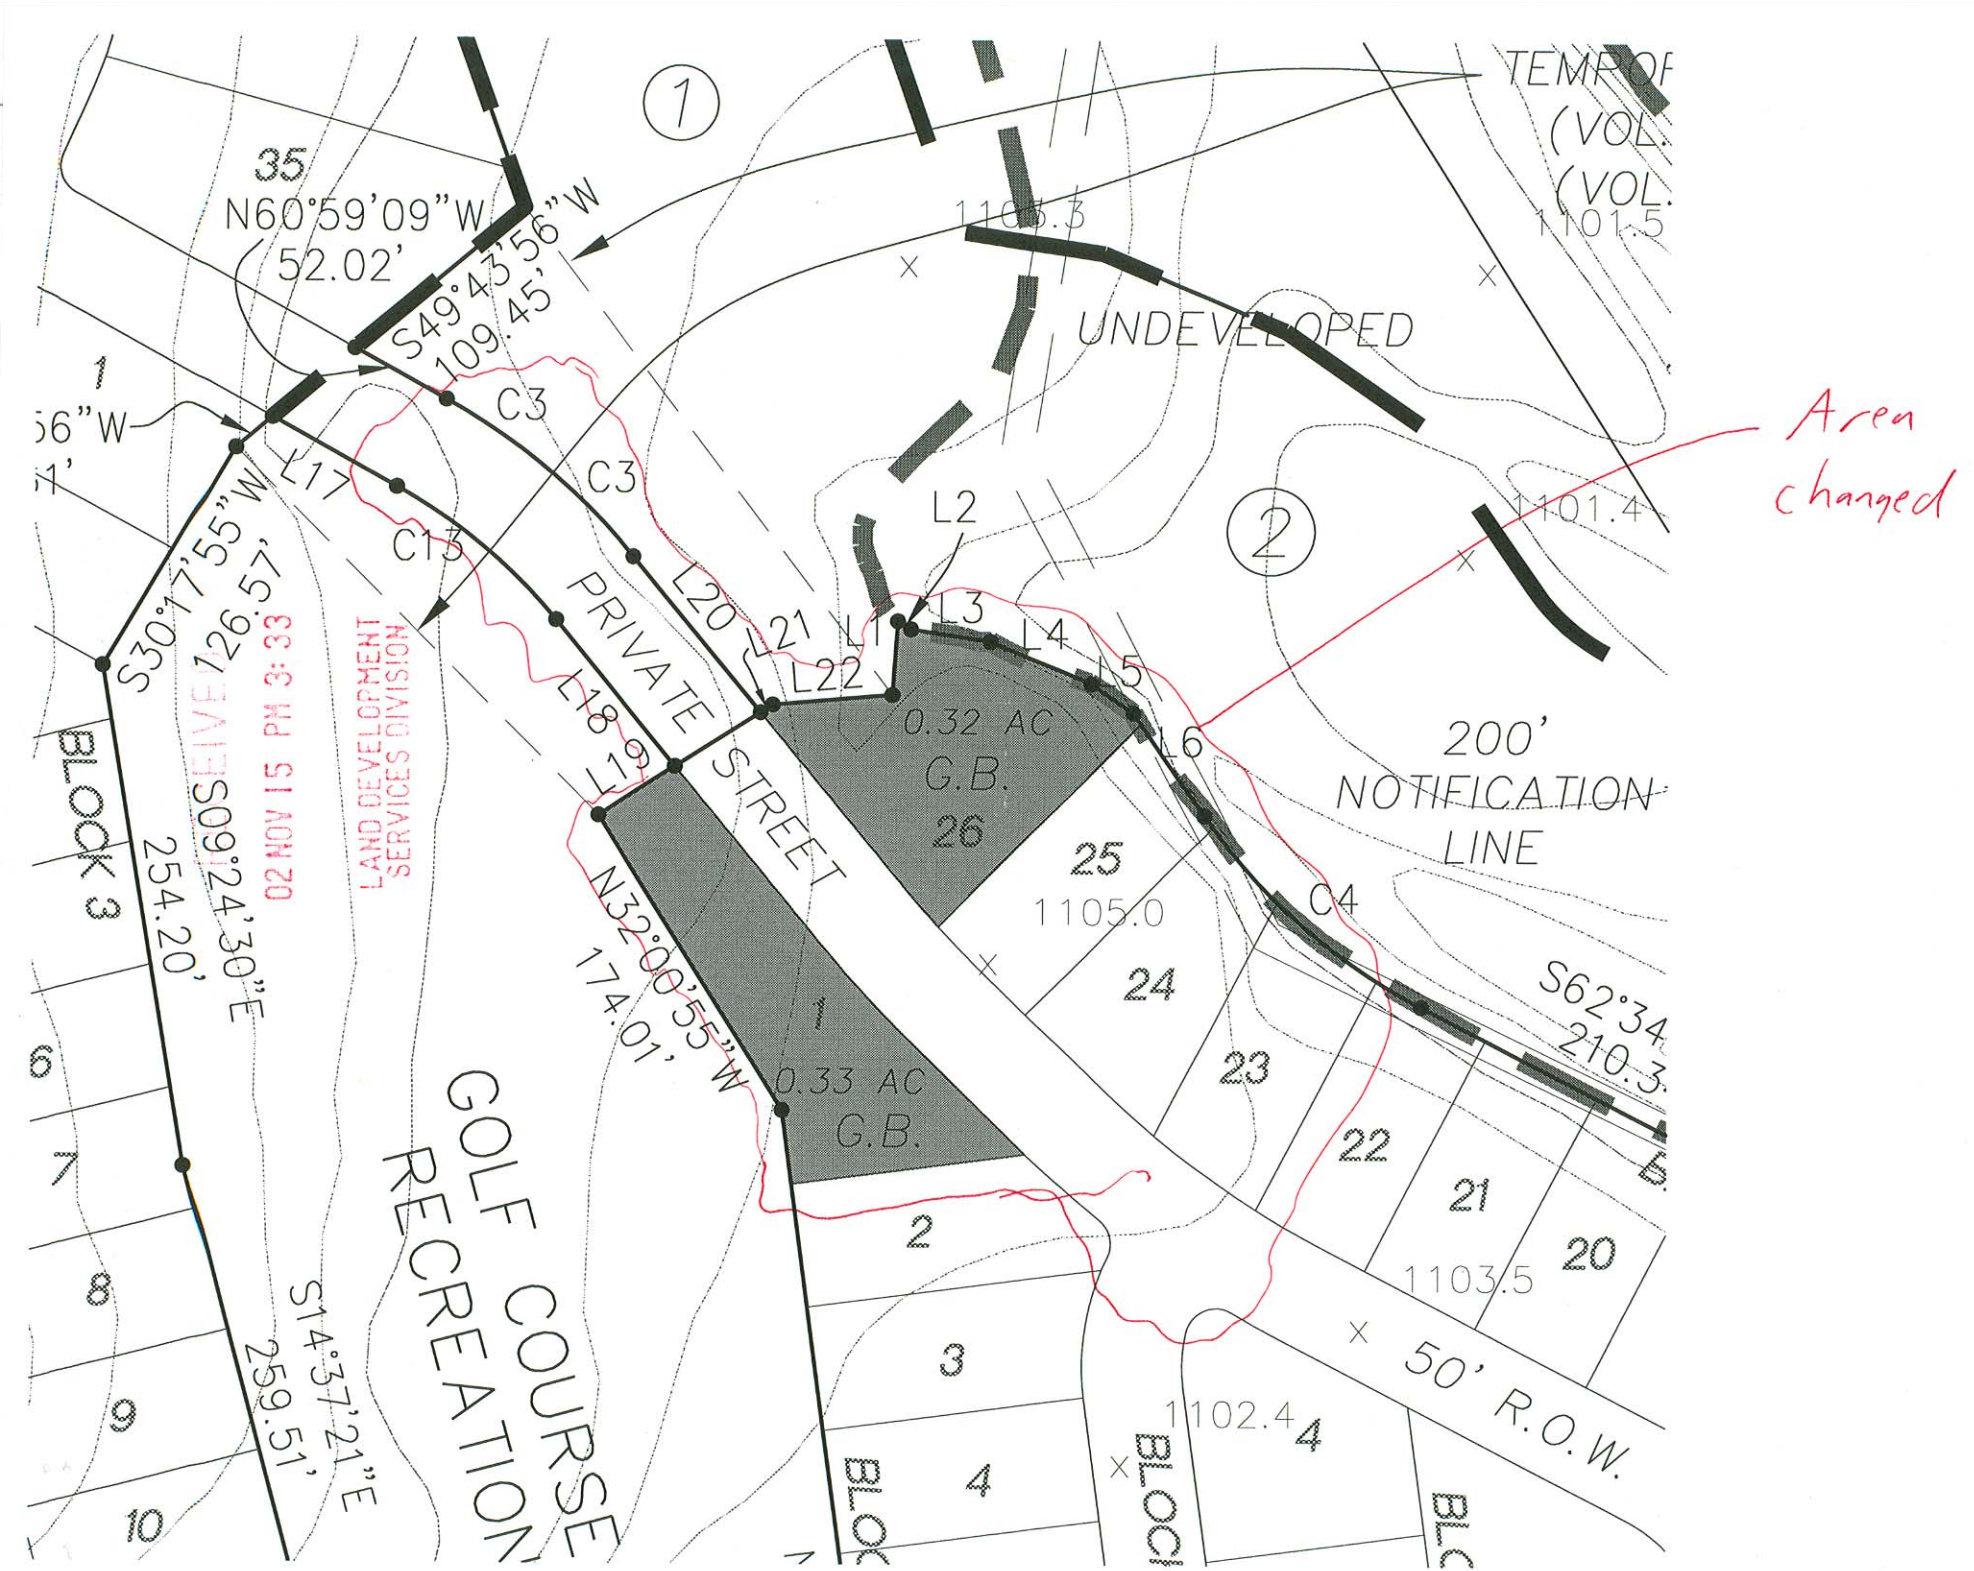 1
TEMPOR
(VOL.
(VOL.
1101.5
35
N60°59'09"W
52.02'
S49°43'56"W
109.45'
1103.3
X
X
UNDEVELOPED
1
56"W
L17
C3
C3
C13
L2
2
1101.4
X
Area
changed
S30°17'55"W
126.57'
L20
L21
L1
L3
L4
L5
L22
L6
L18
L19
PRIVATE
STREET
0.32 AC
G.B.
26
200'
NOTIFICATION
LINE
02 NOV 15 PM 3:33
LAND DEVELOPMENT
SERVICES DIVISION
BLOCK 3
S09°24'30"E
254.20'
N32°00'55"W
174.01'
25
1105.0
X
24
C4
23
S62°34
210.3
1
0.33 AC
G.B.
6
7
8
9
10
S14°37'21"E
259.51'
GOLF COURSE
RECREATION
22
21
20
2
3
4
1103.5
X
50' R.O.W.
1102.4
X
4
BLOC
BLOC
BLC